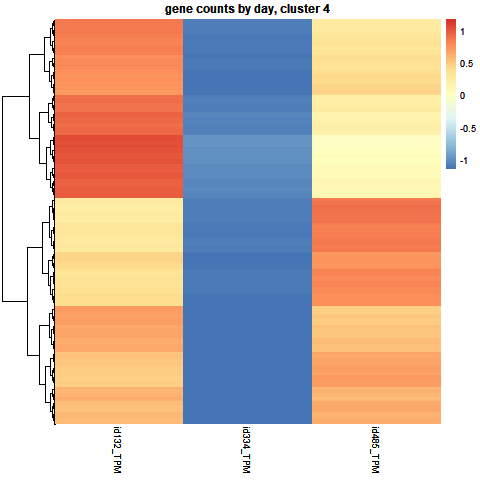 gene counts by day, cluster 4
1
0.5
0
-0.5
-1
id132_TPM
id334_TPM
id485_TPM